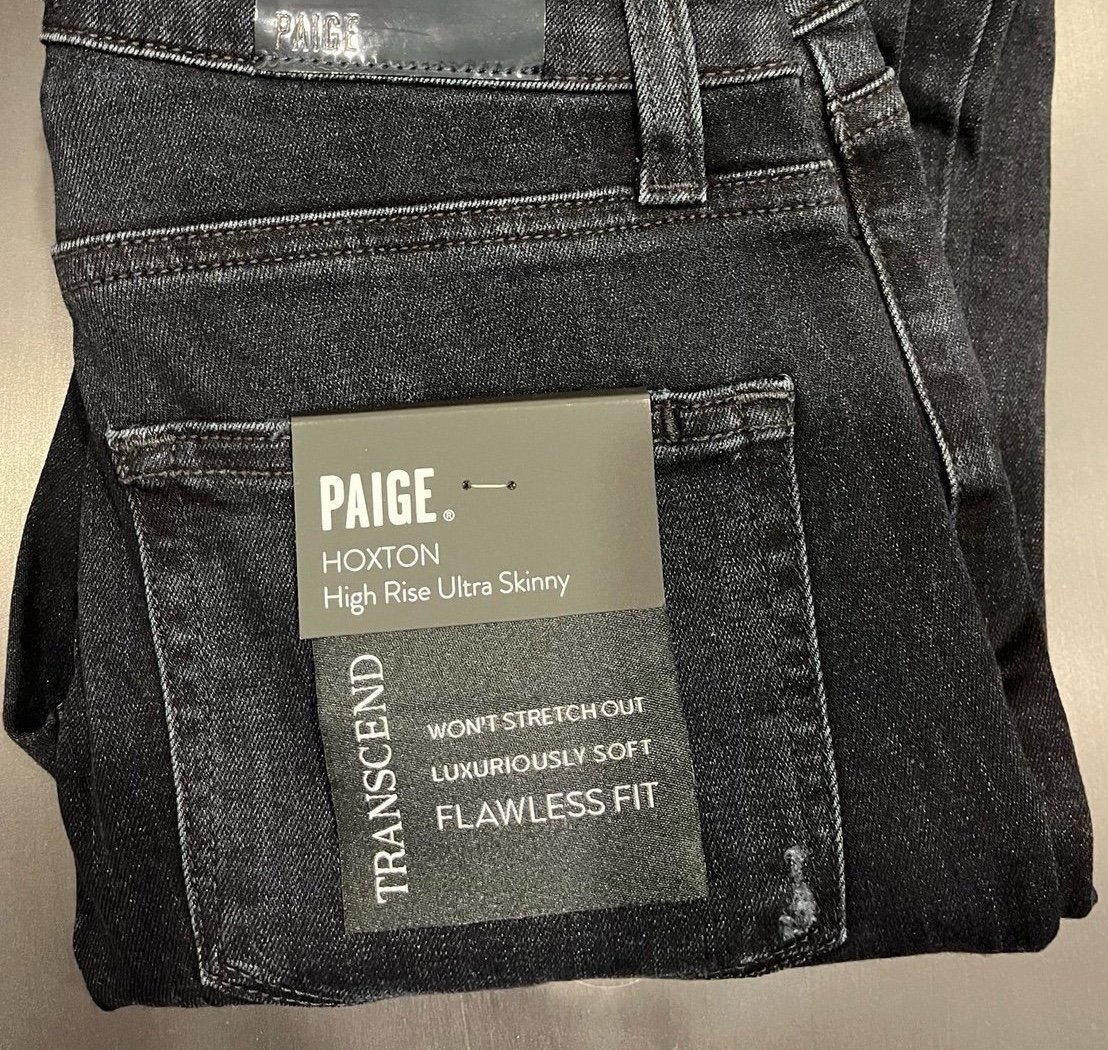 PAIGE
PAIGE®
HOXTON
High Rise Ultra Skinny
TRANSCEND
WON'T STRETCH OUT
LUXURIOUSLY SOFT
FLAWLESS FIT